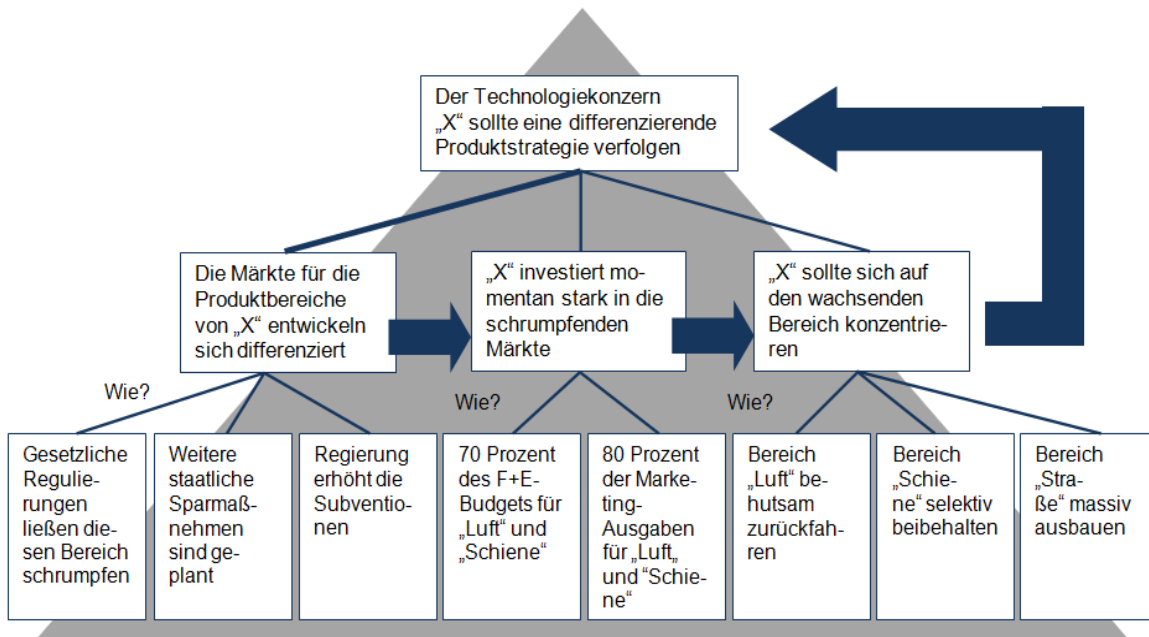 Der Technologiekonzern
„X“ sollte eine differenzierende
Produktstrategie verfolgen
Die Märkte für die
Produktbereiche
von „X“ entwickeln
sich differenziert
„X“ investiert mo-
mentan stark in die
schrumpfenden
Märkte
„X“ sollte sich auf
den wachsenden
Bereich konzentrie-
ren
Wie?
Wie?
Wie?
Gesetzliche
Regulie-
rungen
ließen die-
sen Bereich
schrumpfen
Weitere
staatliche
Sparmaß-
nehmen
sind ge-
plant
Regierung
erhöht die
Subventio-
nen
70 Prozent
des F+E-
Budgets für
„Luft“ und
„Schiene“
80 Prozent
der Marke-
ting-
Ausgaben
für „Luft„
und “Schie-
ne“
Bereich
„Luft“ be-
hutsam
zurückfah-
ren
Bereich
„Schie-
ne“ selektiv
beibehalten
Bereich
„Stra-
ße“ massiv
ausbauen